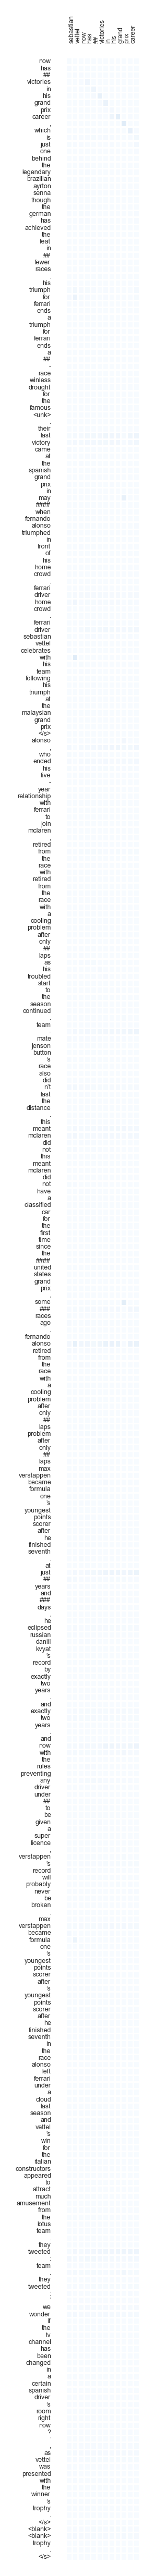 sebastian
vettel
now
has
##
victories
in
his
grand
prix
career
now
has
##
victories
in
his
grand
prix
career
,
which
is
just
one
behind
the
legendary
brazilian
ayrton
senna
though
the
german
has
achieved
the
feat
in
##
fewer
races
.
his
triumph
for
ferrari
ends
a
triumph
for
ferrari
ends
a
##
-
race
winless
drought
for
the
famous
<unk>
.
their
last
victory
came
at
the
spanish
grand
prix
in
may
####
when
fernando
alonso
triumphed
in
front
of
his
home
crowd
.
ferrari
driver
home
crowd
.
ferrari
driver
sebastian
vettel
celebrates
with
his
team
following
his
triumph
at
the
malaysian
grand
prix
</s>
alonso
,
who
ended
his
five
-
year
relationship
with
ferrari
to
join
mclaren
,
retired
from
the
race
with
retired
from
the
race
with
a
cooling
problem
after
only
##
laps
as
his
troubled
start
to
the
season
continued
.
team
-
mate
jenson
button
's
race
also
did
n't
last
the
distance
.
this
meant
mclaren
did
not
this
meant
mclaren
did
not
have
a
classified
car
for
the
first
time
since
the
####
united
states
grand
prix
,
some
###
races
ago
.
fernando
alonso
retired
from
the
race
with
a
cooling
problem
after
only
##
laps
problem
after
only
##
laps
max
verstappen
became
formula
one
's
youngest
points
scorer
after
he
finished
seventh
.
at
just
##
years
and
###
days
,
he
eclipsed
russian
daniil
kvyat
's
record
by
exactly
two
years
.
and
exactly
two
years
.
and
now
with
the
rules
preventing
any
driver
under
##
to
be
given
a
super
licence
,
verstappen
's
record
will
probably
never
be
broken
.
max
verstappen
became
formula
one
's
youngest
points
scorer
after
's
youngest
points
scorer
after
he
finished
seventh
in
the
race
alonso
left
ferrari
under
a
cloud
last
season
and
vettel
's
win
for
the
italian
constructors
appeared
to
attract
much
amusement
from
the
lotus
team
.
they
tweeted
:
team
.
they
tweeted
:
'
we
wonder
if
the
tv
channel
has
been
changed
in
a
certain
spanish
driver
's
room
right
now
?
'
,
as
vettel
was
presented
with
the
winner
's
trophy
.
</s>
<blank>
<blank>
trophy
.
</s>